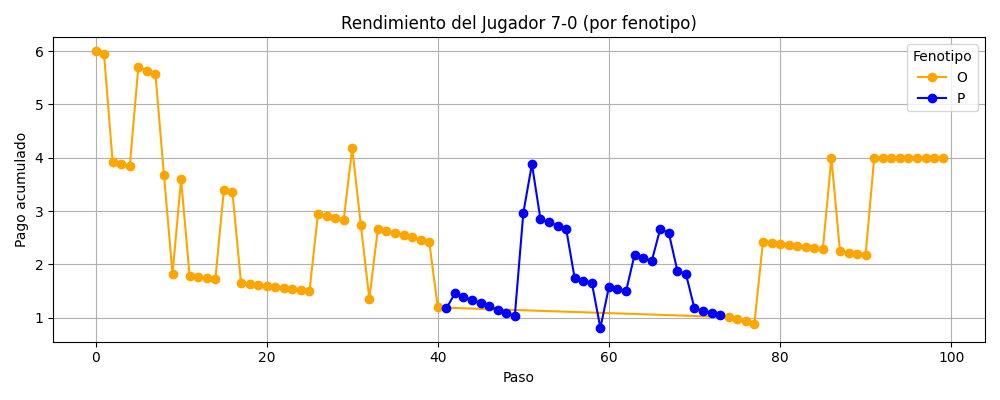 Rendimiento del Jugador 7-0 (por fenotipo)
Pago acumulado
6
5
4
3
2
1
Fenotipo
O
P
0 20 40 60 80 100
Paso